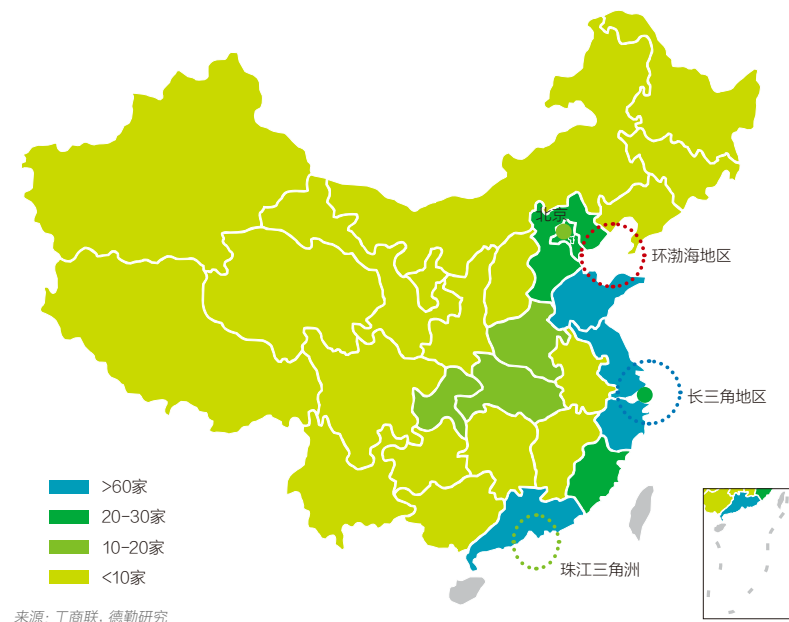 北京
环渤海地区
长三角地区
>60家
20-30家
10-20家
<10家
珠江三角洲
来源: 工商联, 德勤研究